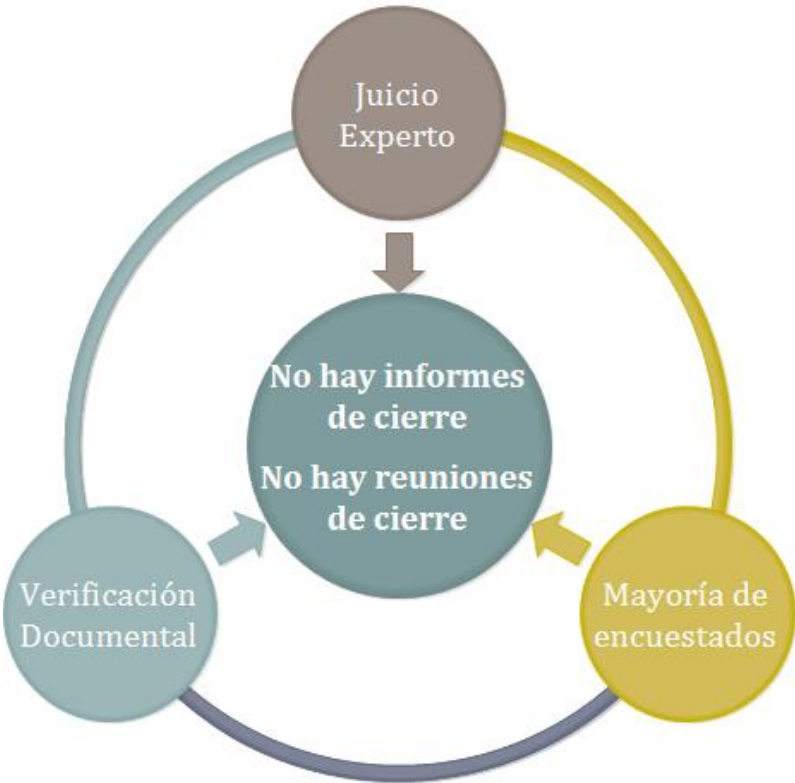 Juicio
Experto
No hay informes
de cierre
No hay reuniones
de cierre
Verificación
Documental
Mayoría de
encuestados